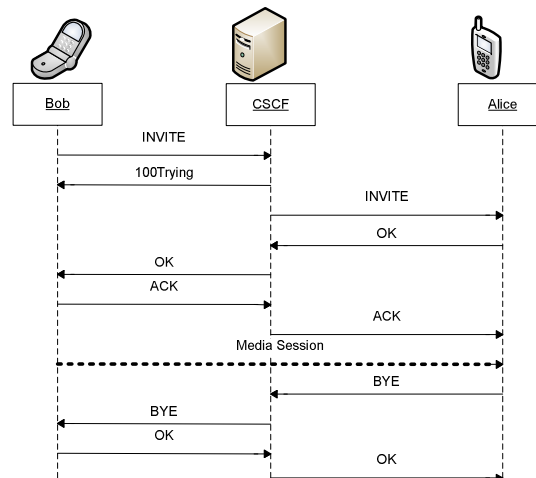 Bob
CSCF
Alice
INVITE
100Trying
INVITE
OK
OK
ACK
ACK
Media Session
BYE
BYE
OK
OK